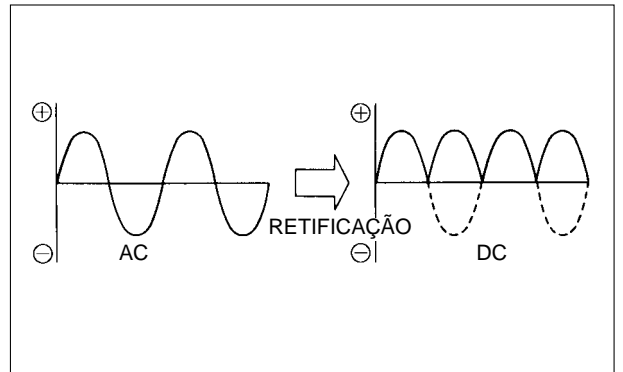 ⊕ ⊕
RETIFICAÇÃO
⊖ AC ⊖ DC